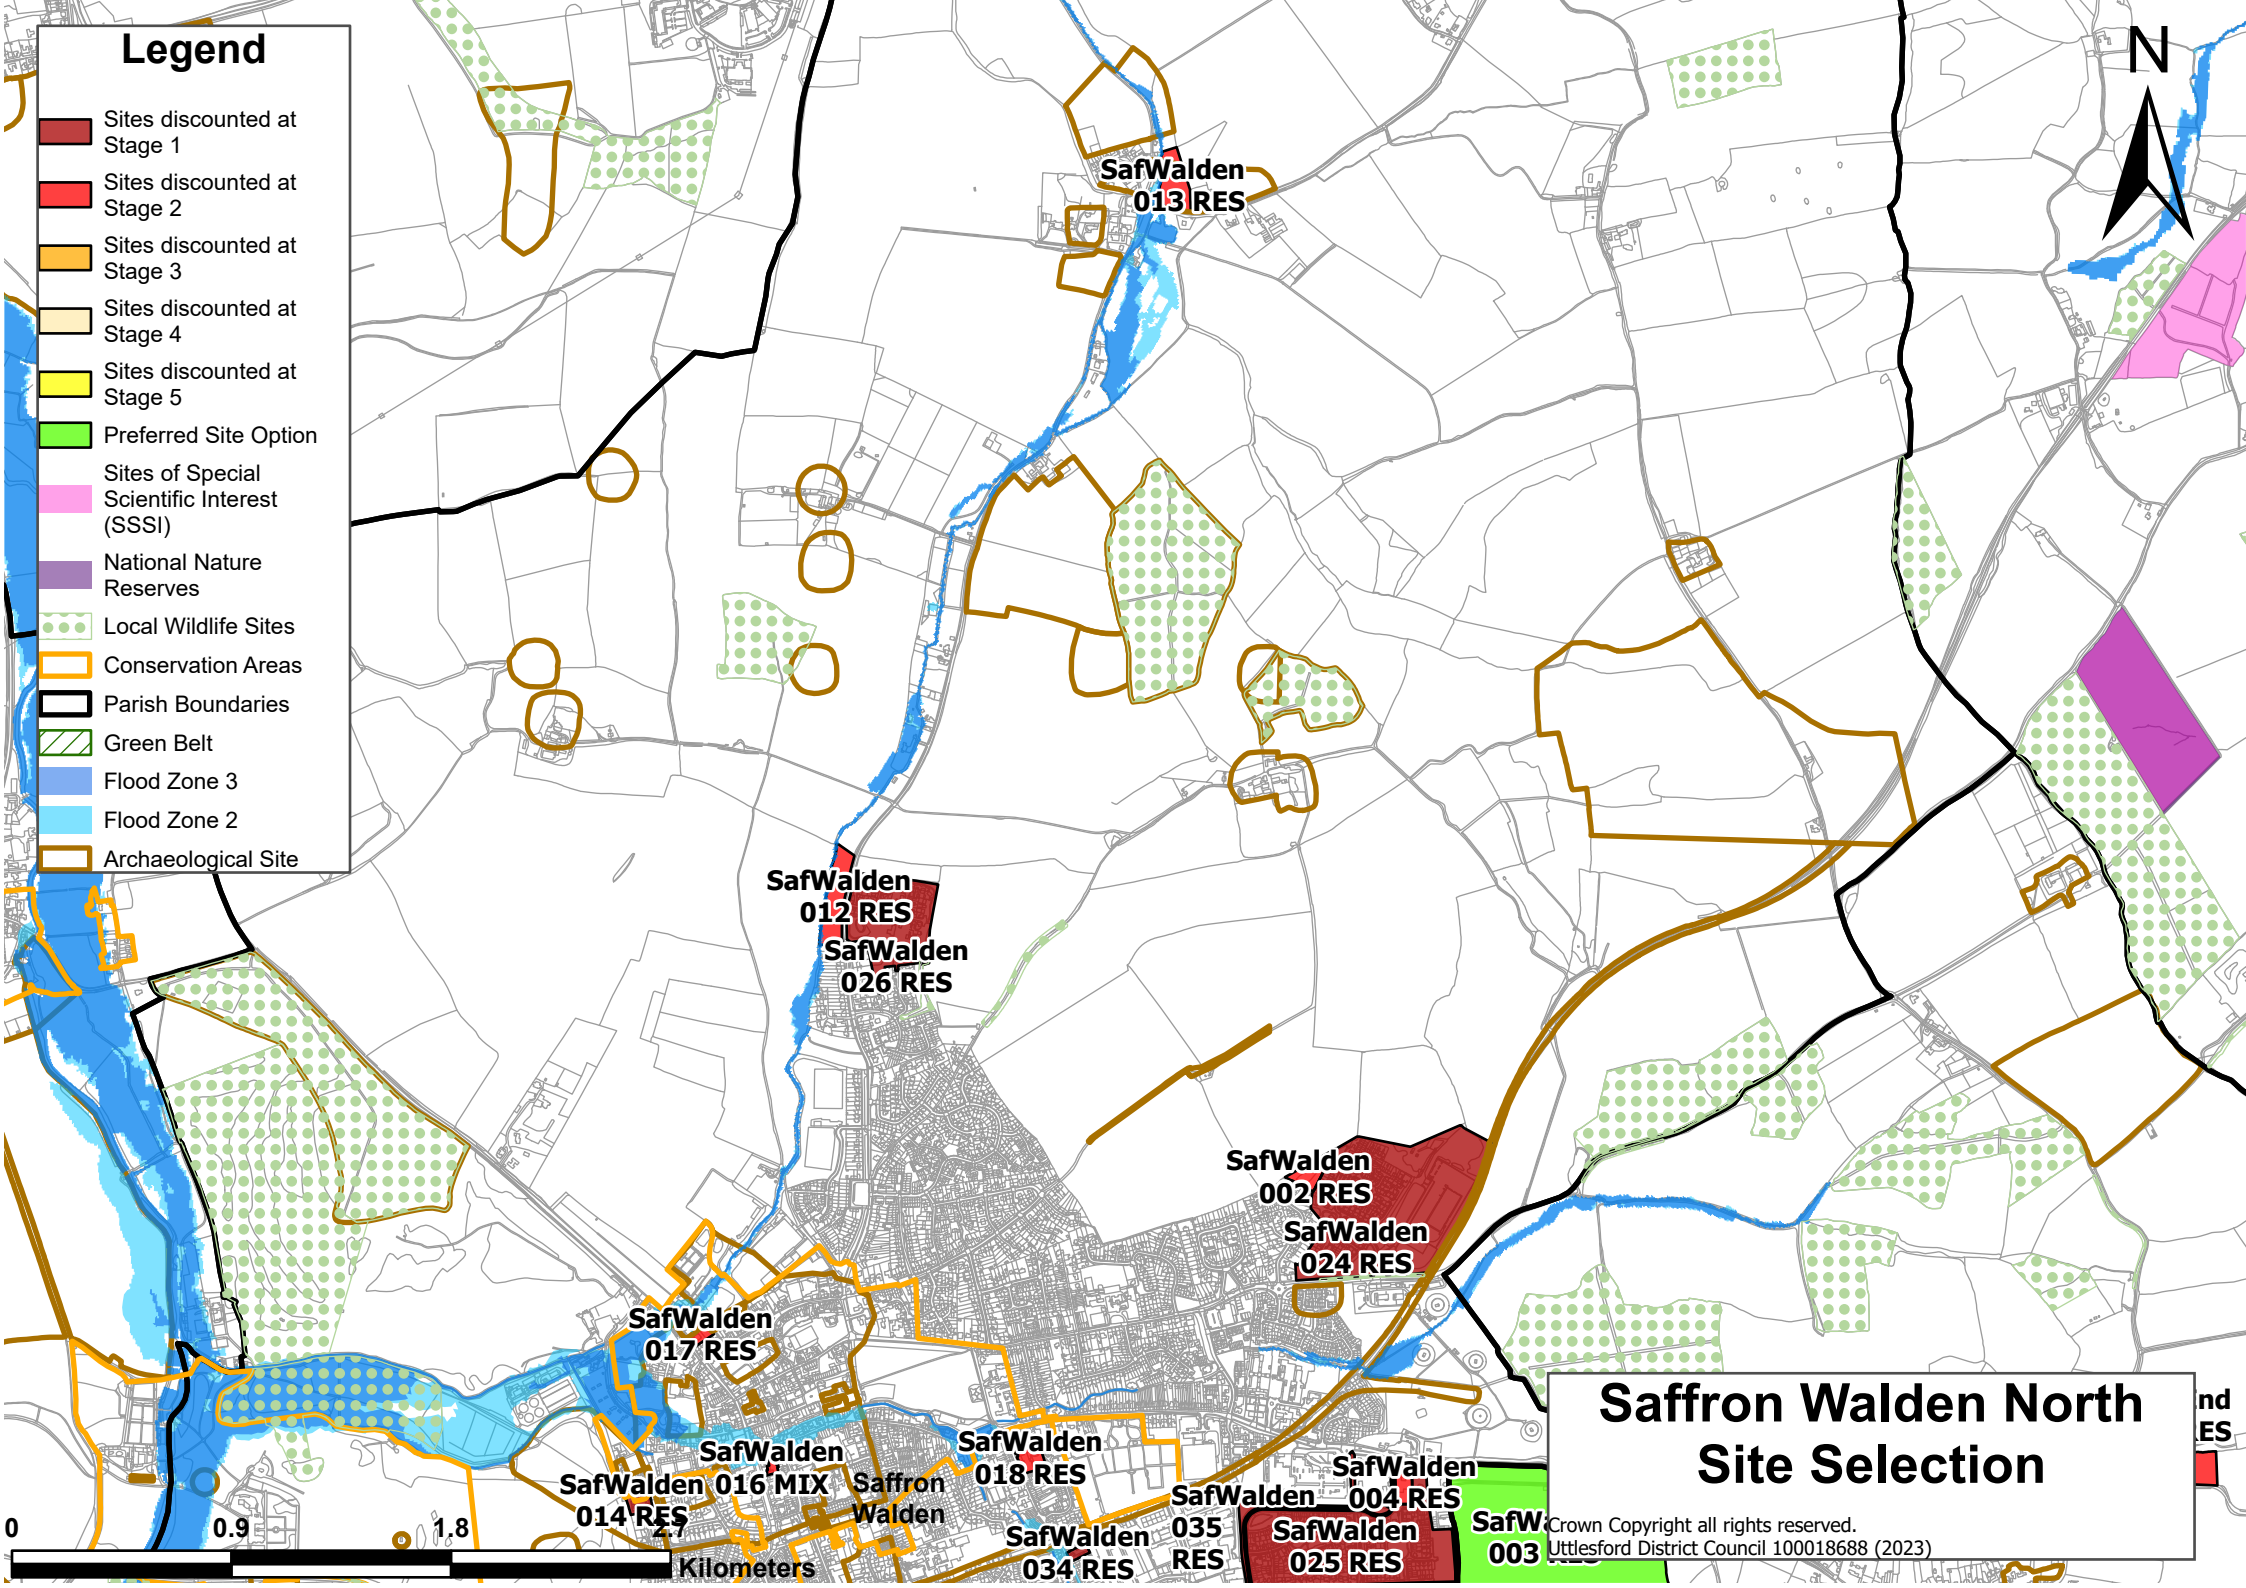 Legend
Sites discounted at
Stage 1
Sites discounted at
Stage 2
Sites discounted at
Stage 3
Sites discounted at
Stage 4
Sites discounted at
Stage 5
Preferred Site Option
Sites of Special
Scientific Interest
(SSSI)
National Nature
Reserves
Local Wildlife Sites
Conservation Areas
Parish Boundaries
Green Belt
Flood Zone 3
Flood Zone 2
Archaeological Site
N
SafWalden
013 RES
SafWalden
012 RES
SafWalden
026 RES
SafWalden
002 RES
SafWalden
024 RES
SafWalden
017 RES
SafWalden
016 MIX
SafWalden
014 RES
SafWalden
018 RES
Saffron
Walden
SafWalden
034 RES
SafWalden
035
RES
SafWalden
004 RES
SafWalden
025 RES
003
0 0.9 1.8 2.7
Kilometers
Saffron Walden North
Site Selection
Crown Copyright all rights reserved.
Uttlesford District Council 100018688 (2023)